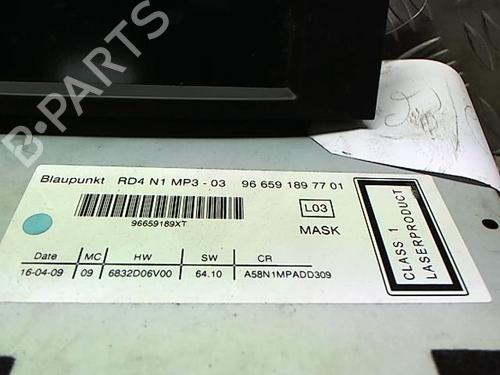 B-PARTS
Blaupunkt RD4 N1 MP3 - 03 96 659 189 77 01
96659189XT
L03
MASK
CLASS 1
LASERPRODUCT
Date MC HW SW CR
16-04-09 09 6832D06V00 64.10 A58N1MPADD309